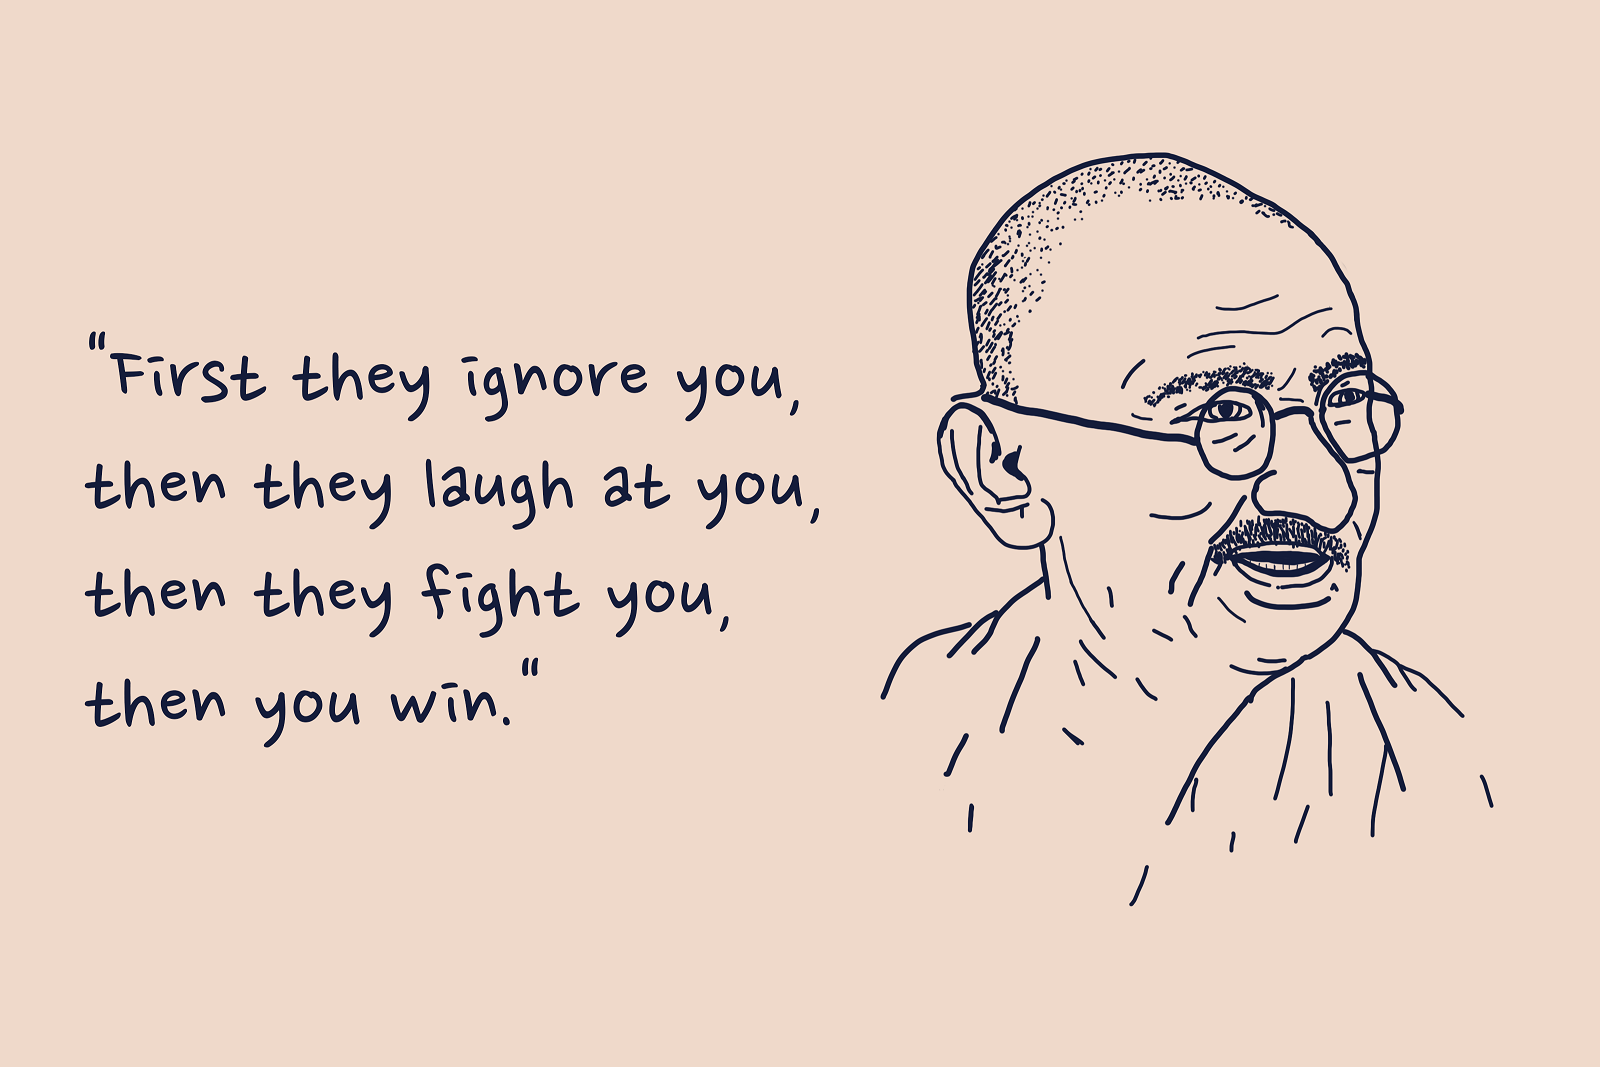 “First they ignore you,
then they laugh at you,
then they fight you,
then you win.“